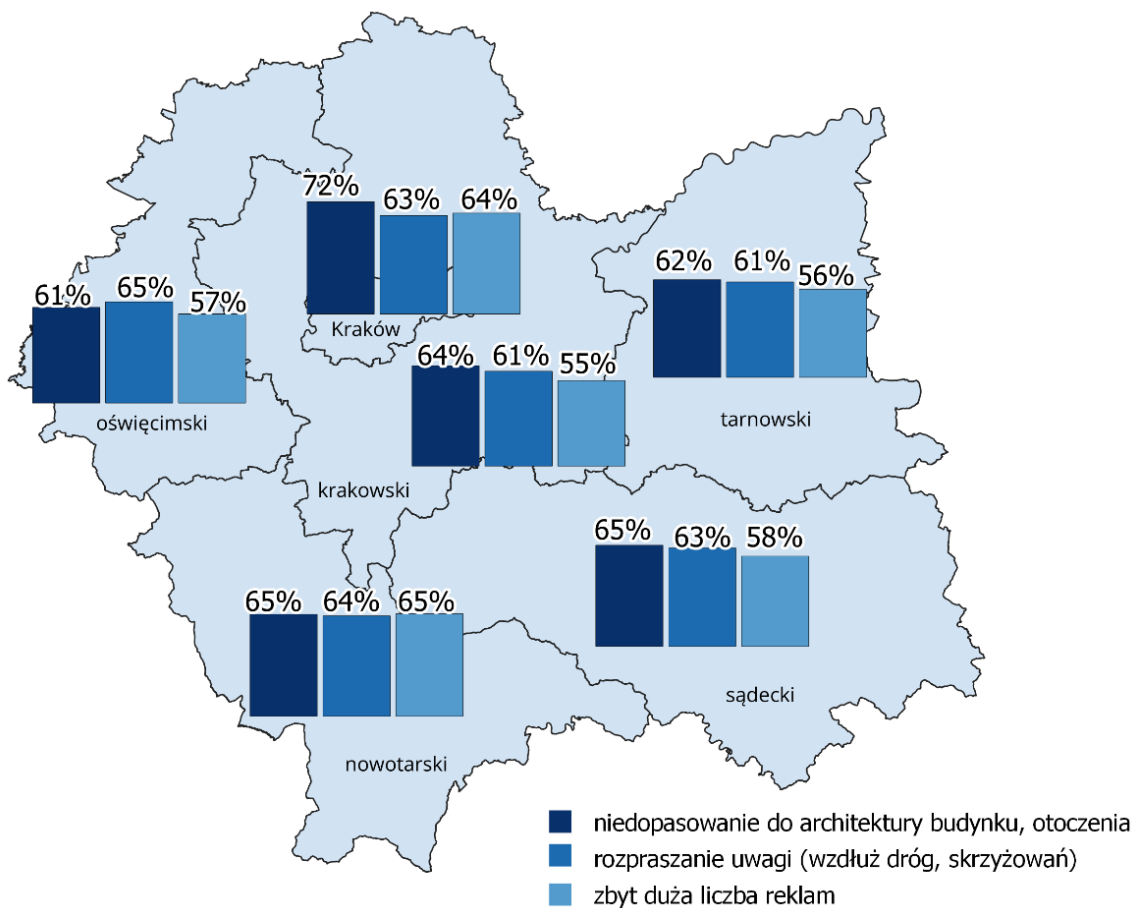 72%
63%
64%
Kraków
61%
65%
57%
oświęcimski
62%
61%
56%
tarnowski
64%
61%
55%
krakowski
65%
63%
58%
sądecki
65%
64%
65%
nowotarski
niedopasowanie do architektury budynku, otoczenia
rozpraszanie uwagi (wzdłuż dróg, skrzyżowań)
zbyt duża liczba reklam